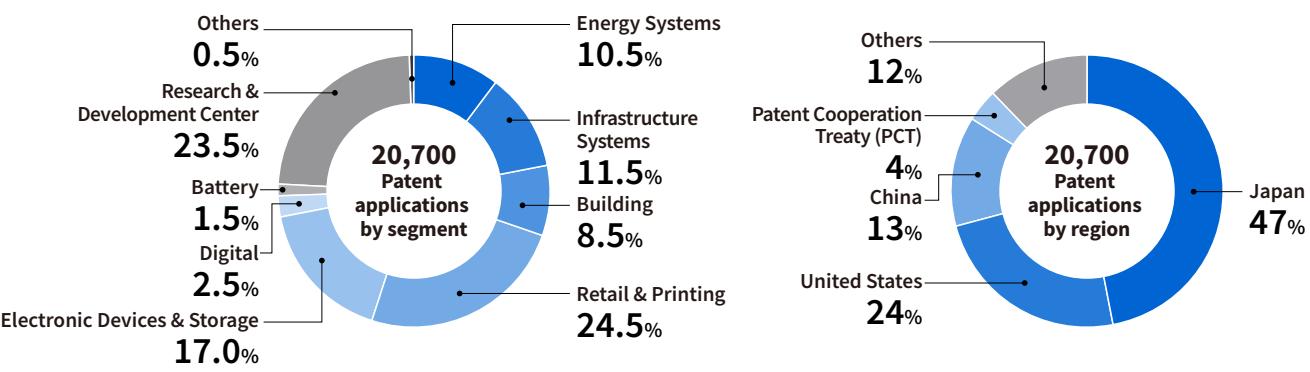 Others
0.5%
Research &
Development Center
23.5%
Battery
1.5%
Digital
2.5%
Electronic Devices & Storage
17.0%
20,700
Patent
applications
by segment
Energy Systems
10.5%
Infrastructure
Systems
11.5%
Building
8.5%
Retail & Printing
24.5%
Others
12%
Patent Cooperation
Treaty (PCT)
4%
China
13%
United States
24%
20,700
Patent
applications
by region
Japan
47%